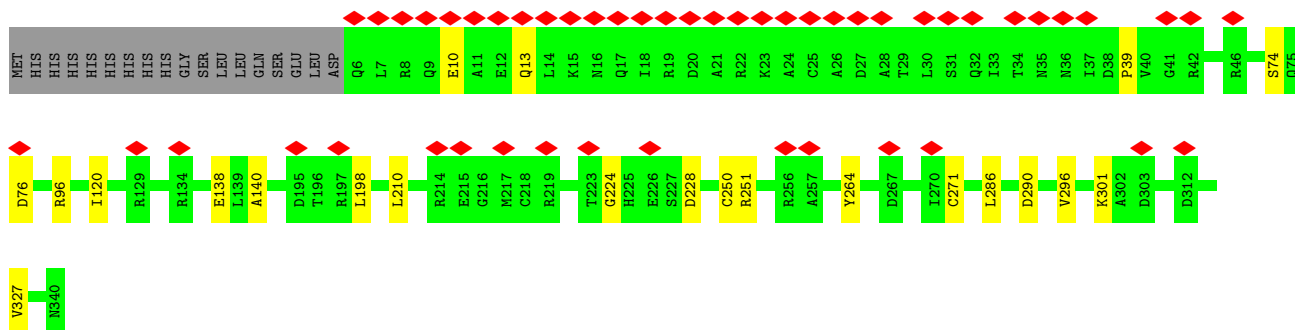 MET HIS HIS HIS HIS HIS HIS HIS HIS GLY SER LEU LEU GLN SER GLU LEU ASP Q6 L7 R8 Q9 E10 A11 E12 Q13 L14 K15 N16 Q17 I18 R19 D20 A21 R22 K23 A24 C25 A26 D27 A28 T29 L30 S31 Q32 I33 T34 N35 N36 I37 D38 P39 V40 G41 R42 R46 S74 Q75
D76 R96 I120 R129 R134 E138 L139 A140 D195 T196 R197 L198 L210 R214 E215 G216 M217 C218 R219 T223 G224 H225 E226 S227 D228 C250 R251 R256 A257 Y264 D267 I270 C271 L286 D290 V296 K301 A302 D303 D312
V327 N340